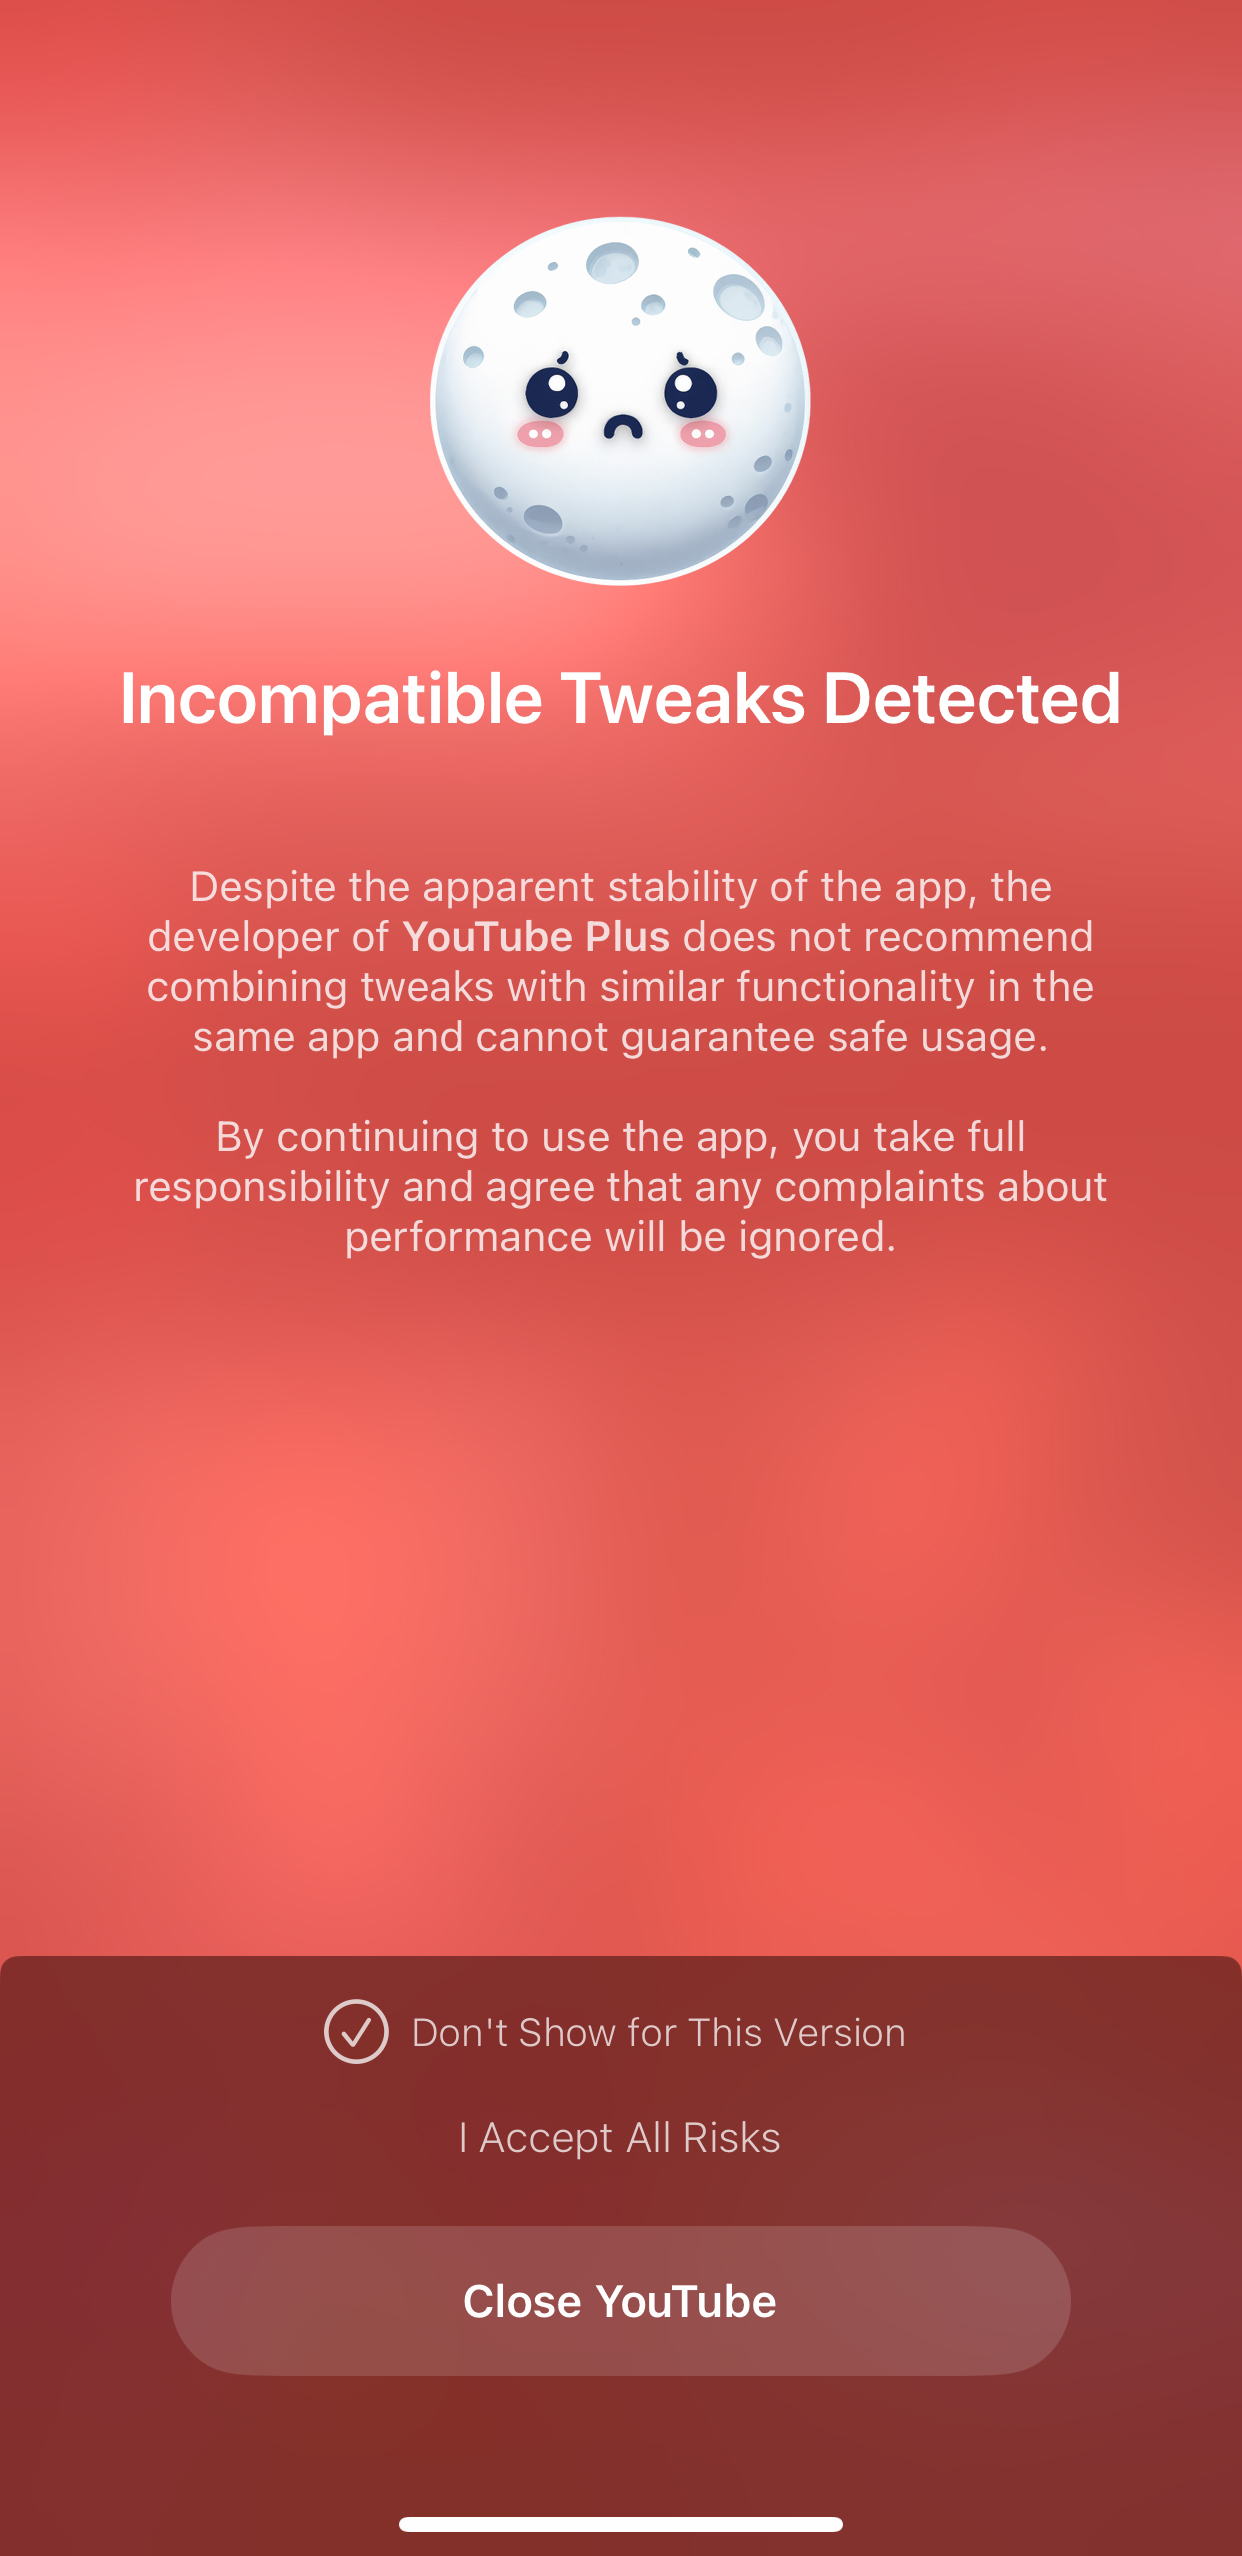 Incompatible Tweaks Detected
Despite the apparent stability of the app, the
developer of YouTube Plus does not recommend
combining tweaks with similar functionality in the
same app and cannot guarantee safe usage.
By continuing to use the app, you take full
responsibility and agree that any complaints about
performance will be ignored.
Don't Show for This Version
I Accept All Risks
Close YouTube